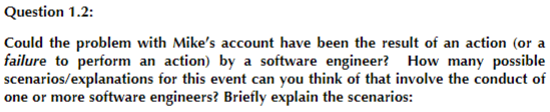 Question 1.2:
Could the problem with Mike's account have been the result of an action (or a
failure to perform an action) by a software engineer? How many possible
scenarios/explanations for this event can you think of that involve the conduct of
one or more software engineers? Briefly explain the scenarios: